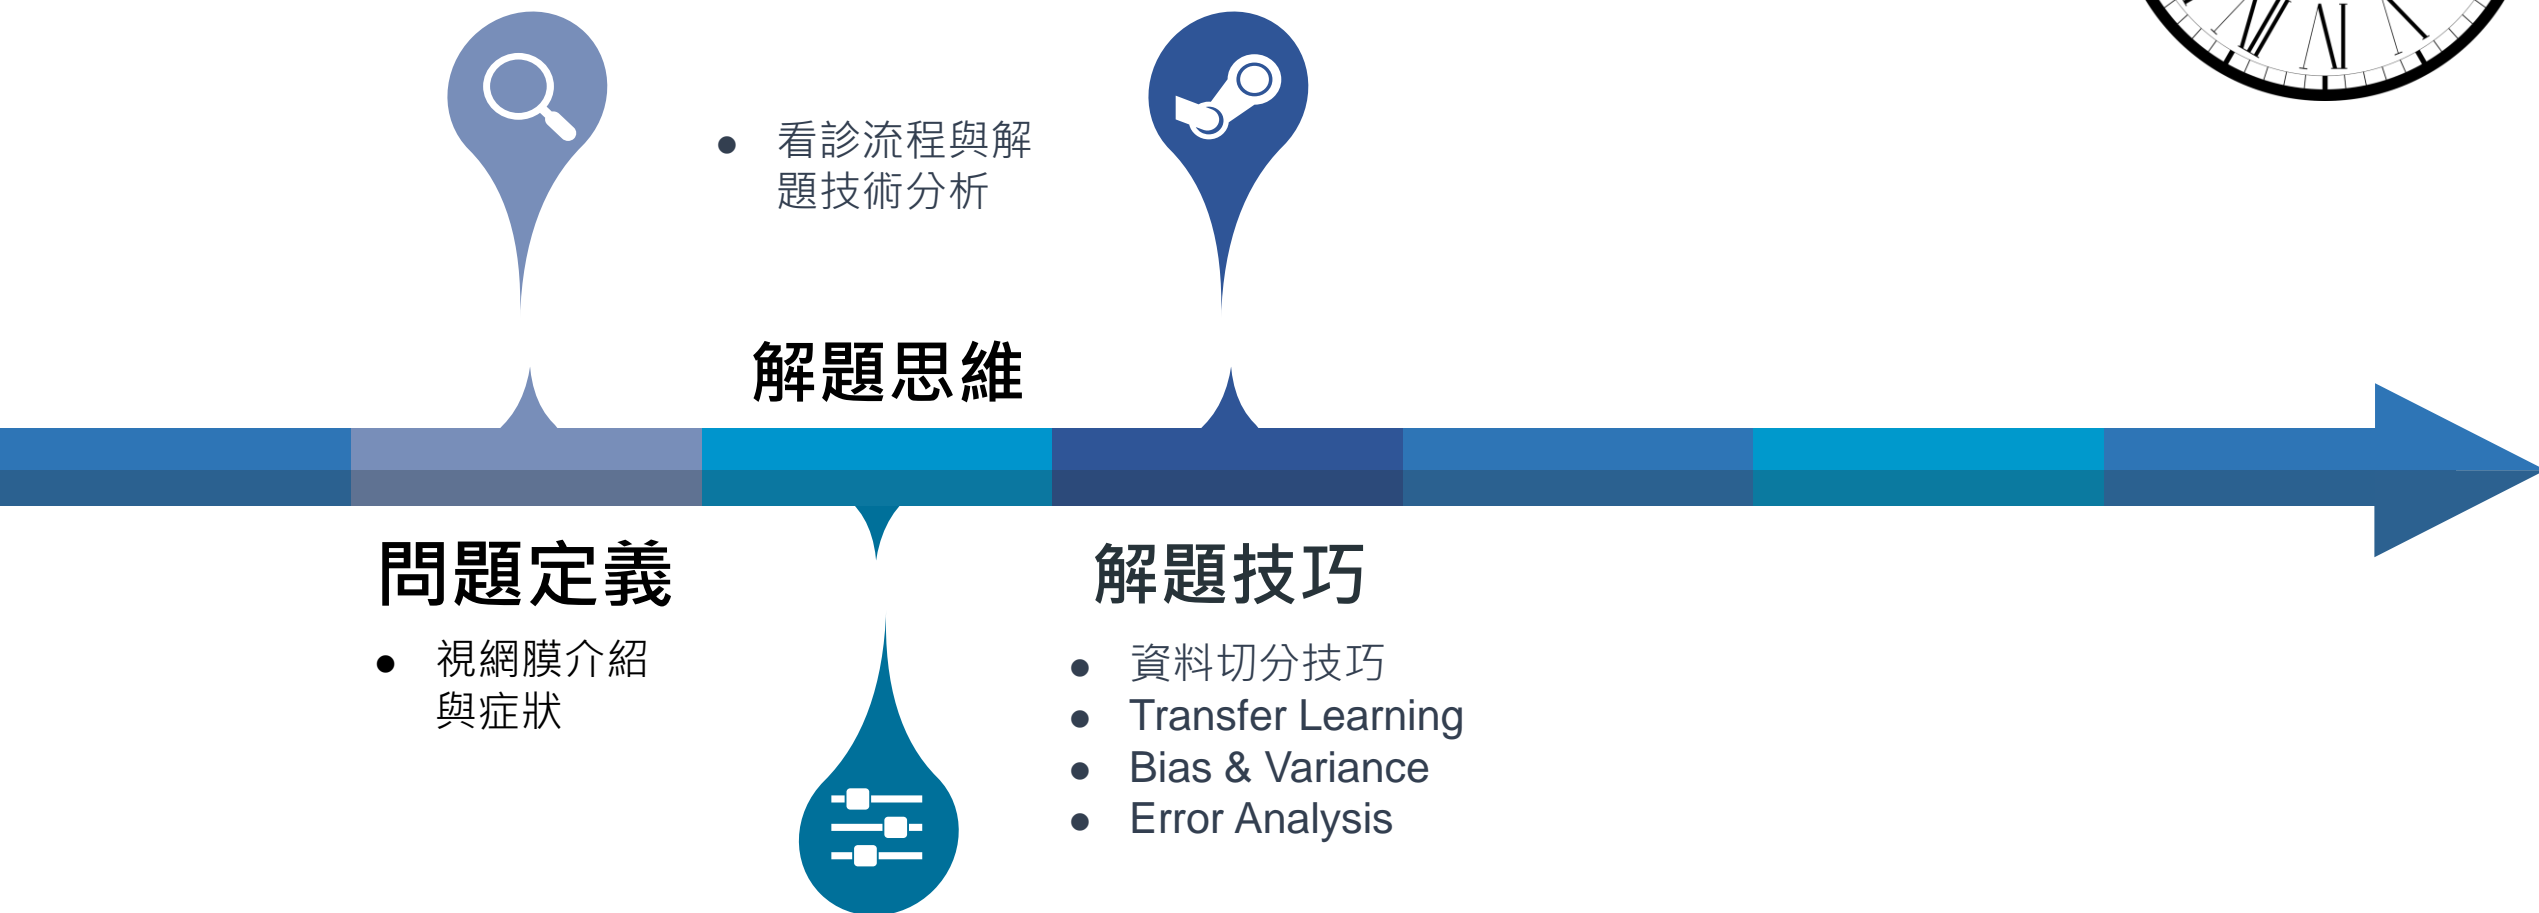 問題定義
● 視網膜介紹
與症狀
● 看診流程與解
題技術分析
解題思維
解題技巧
● 資料切分技巧
● Transfer Learning
● Bias & Variance
● Error Analysis